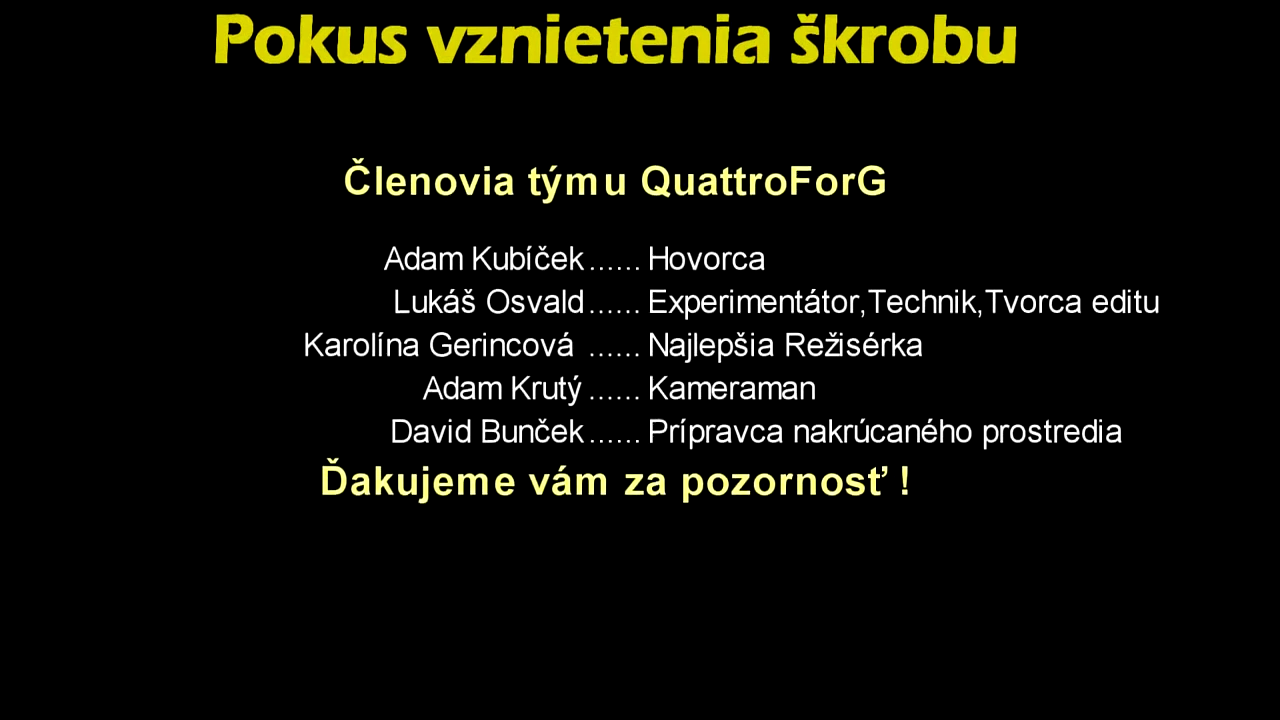 Pokus vznietenia škrobu
Členovia týmu QuattroForG
Adam Kubíček ...... Hovorca
Lukáš Osvald ...... Experimentátor,Technik,Tvorca editu
Karolína Gerincová ...... Najlepšia Režisérka
Adam Krutý ...... Kameraman
David Bunček ...... Prípravca nakrúcaného prostredia
Ďakujeme vám za pozornosť !